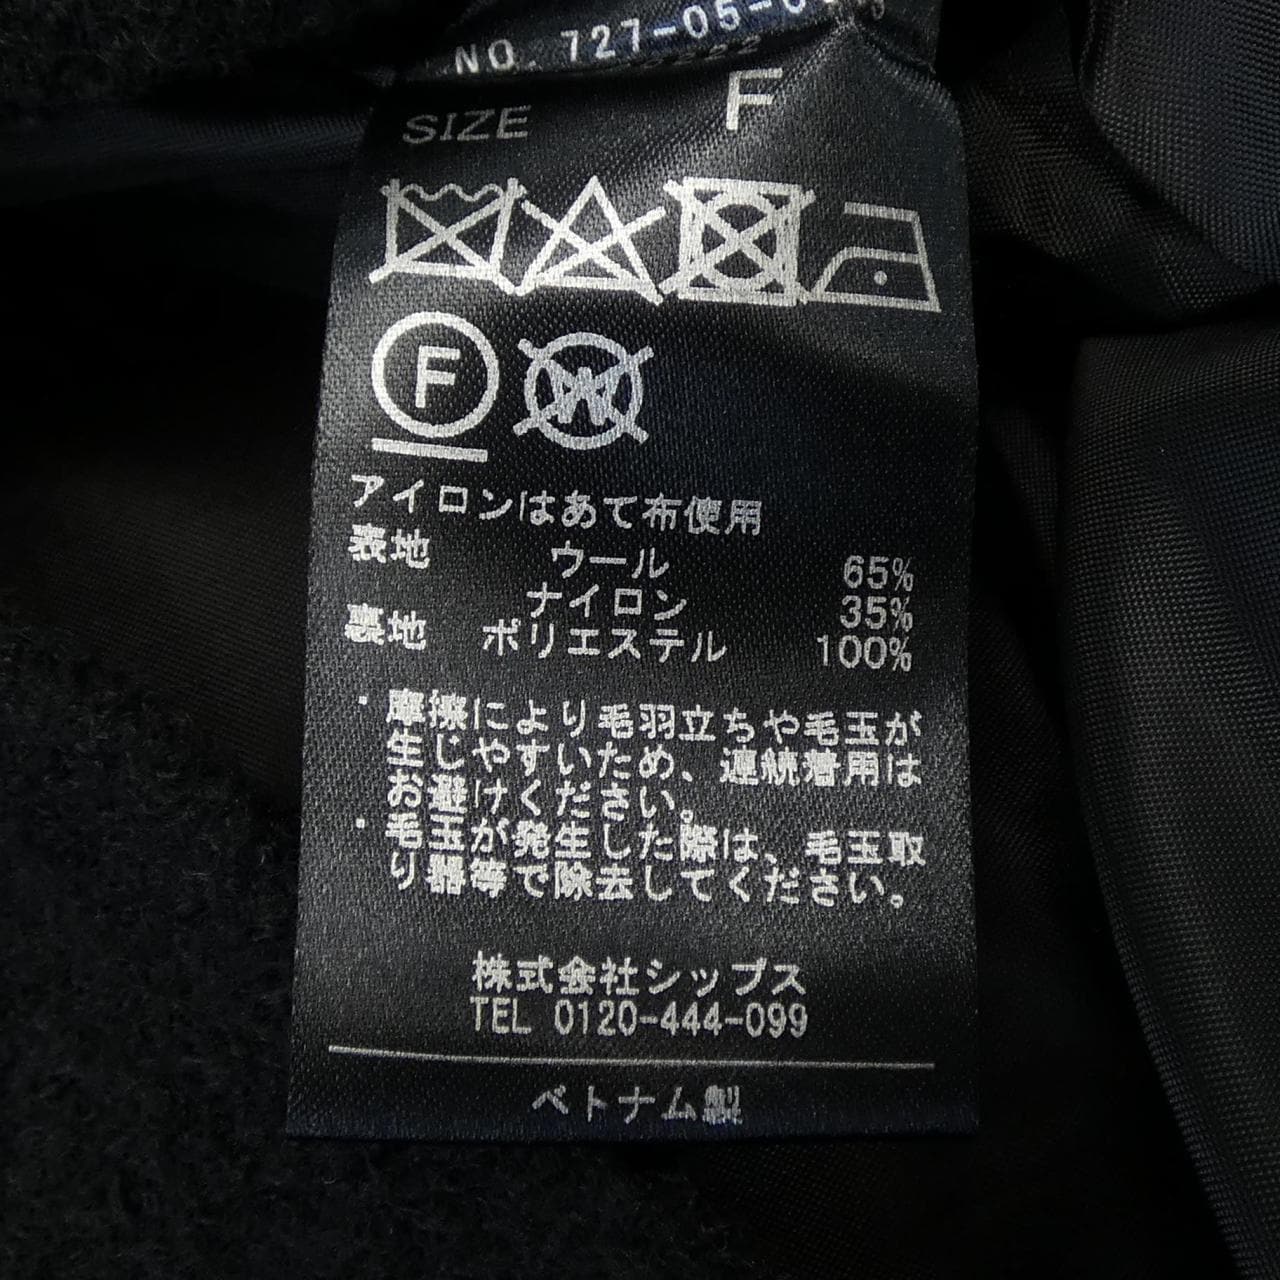 NO. 727-05-0
SIZE F
F
W
アイロンはあて布使用
表地 ウール 65%
ナイロン 35%
裏地 ポリエステル 100%
・摩擦により毛羽立ちや毛玉が
生じやすいため、連続着用は
お避けください。
・毛玉が発生した際は、毛玉取
り器等で除去してください。
株式会社シップス
TEL 0120-444-099
ベトナム製